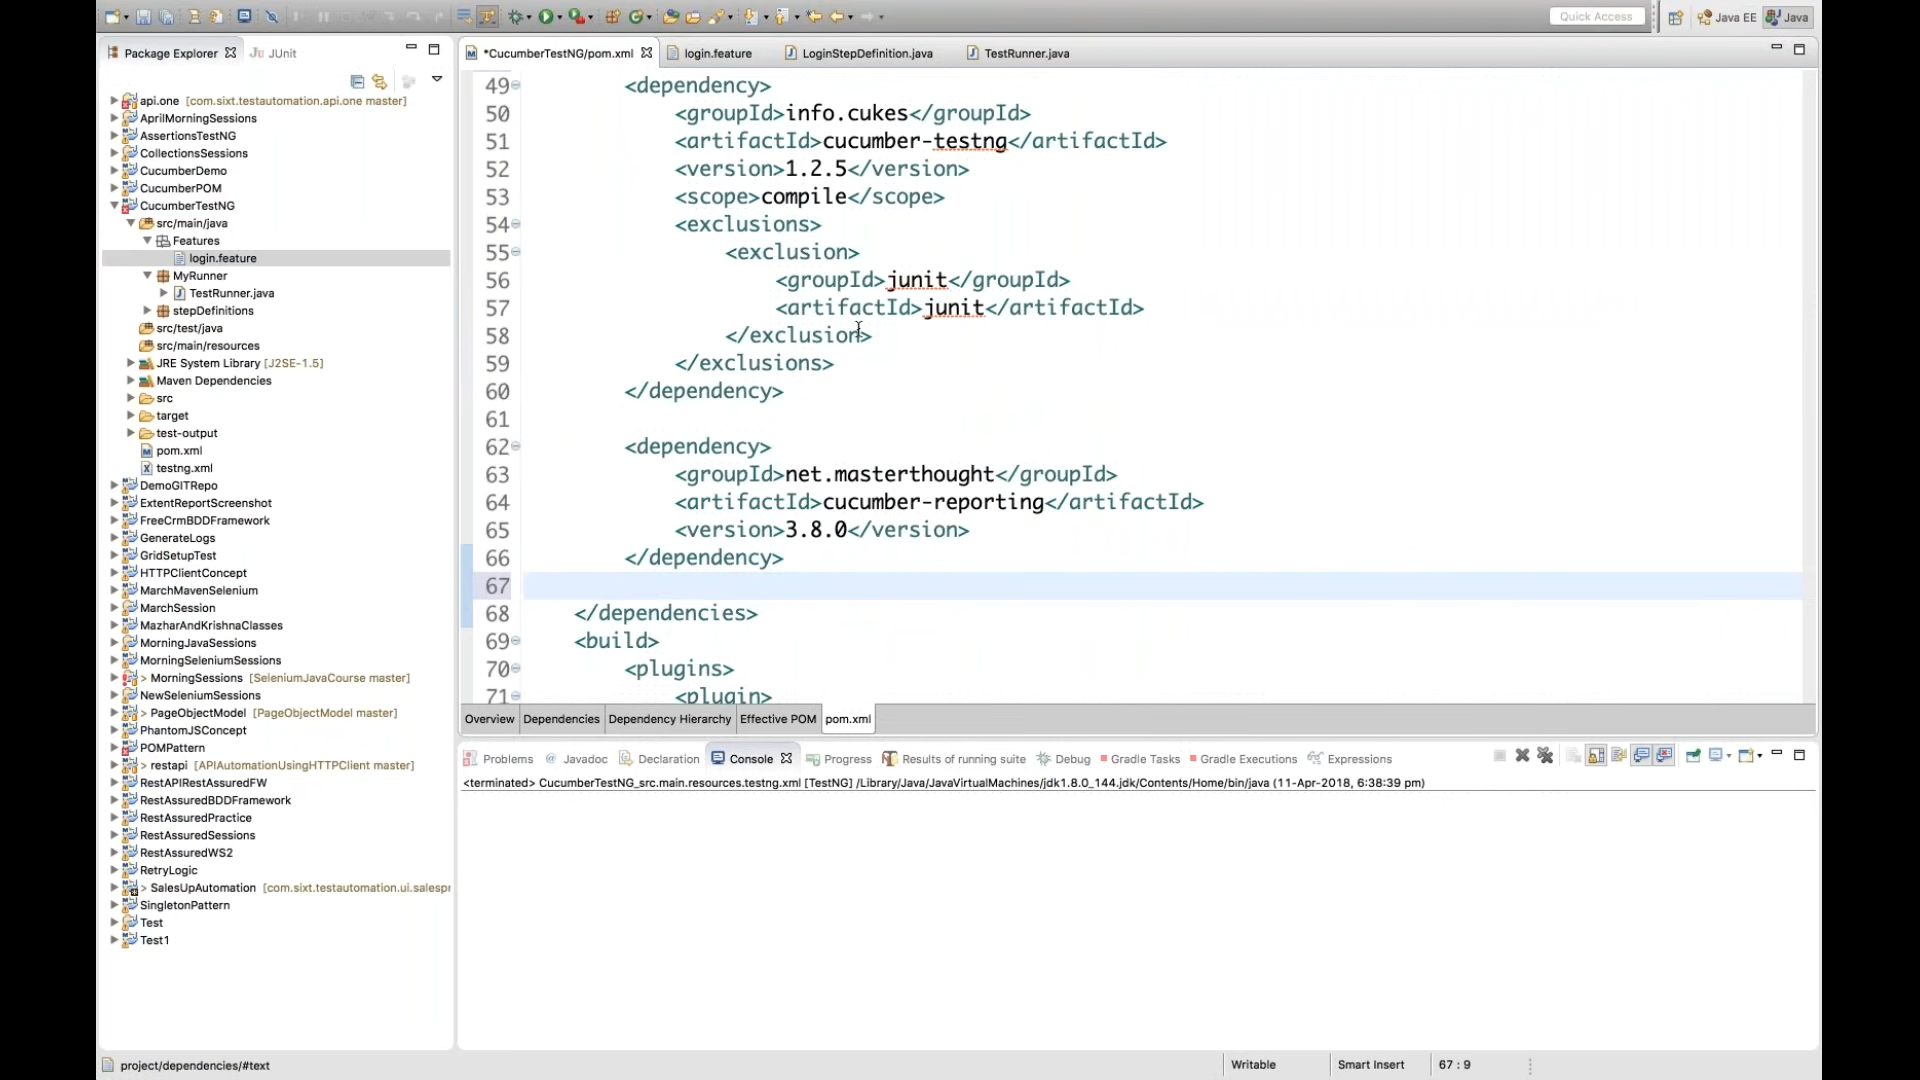 Quick Access
Java EE
Java
Package Explorer
JUnit
api.one [com.sixt.testautomation.api.one master]
AprilMorningSessions
AssertionsTestNG
CollectionsSessions
CucumberDemo
CucumberPOM
CucumberTestNG
src/main/java
Features
login.feature
MyRunner
TestRunner.java
stepDefinitions
src/test/java
src/main/resources
JRE System Library [J2SE-1.5]
Maven Dependencies
src
target
test-output
pom.xml
testng.xml
DemoGITRepo
ExtentReportScreenshot
FreeCrmBDDFramework
GenerateLogs
GridSetupTest
HTTPClientConcept
MarchMavenSelenium
MarchSession
MazharAndKrishnaClasses
MorningJavaSessions
MorningSeleniumSessions
> MorningSessions [SeleniumJavaCourse master]
NewSeleniumSessions
> PageObjectModel [PageObjectModel master]
PhantomJSConcept
POMPattern
> restapi [APIAutomationUsingHTTPClient master]
RestAPIRestAssuredFW
RestAssuredBDDFramework
RestAssuredPractice
RestAssuredSessions
RestAssuredWS2
RetryLogic
> SalesUpAutomation [com.sixt.testautomation.ui.salesp
SingletonPattern
Test
Test1
*CucumberTestNG/pom.xml
login.feature
LoginStepDefinition.java
TestRunner.java
49 <dependency>
50 <groupId>info.cukes</groupId>
51 <artifactId>cucumber-testng</artifactId>
52 <version>1.2.5</version>
53 <scope>compile</scope>
54 <exclusions>
55 <exclusion>
56 <groupId>junit</groupId>
57 <artifactId>junit</artifactId>
58 </exclusion>
59 </exclusions>
60 </dependency>
61
62 <dependency>
63 <groupId>net.masterthought</groupId>
64 <artifactId>cucumber-reporting</artifactId>
65 <version>3.8.0</version>
66 </dependency>
67
68 </dependencies>
69 <build>
70 <plugins>
71 <plugin>
Overview
Dependencies
Dependency Hierarchy
Effective POM
pom.xml
Problems
@ Javadoc
Declaration
Console
Progress
Results of running suite
Debug
Gradle Tasks
Gradle Executions
Expressions
<terminated> CucumberTestNG_src.main.resources.testng.xml [TestNG] /Library/Java/JavaVirtualMachines/jdk1.8.0_144.jdk/Contents/Home/bin/java (11-Apr-2018, 6:38:39 pm)
project/dependencies/#text
Writable
Smart Insert
67 : 9